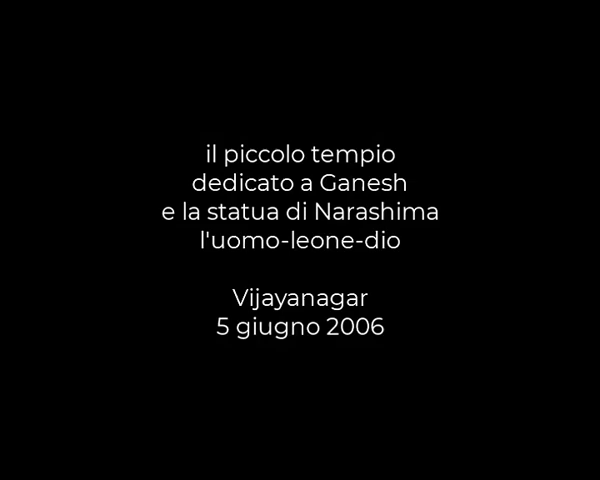 il piccolo tempio
dedicato a Ganesh
e la statua di Narashima
l'uomo-leone-dio
Vijayanagar
5 giugno 2006